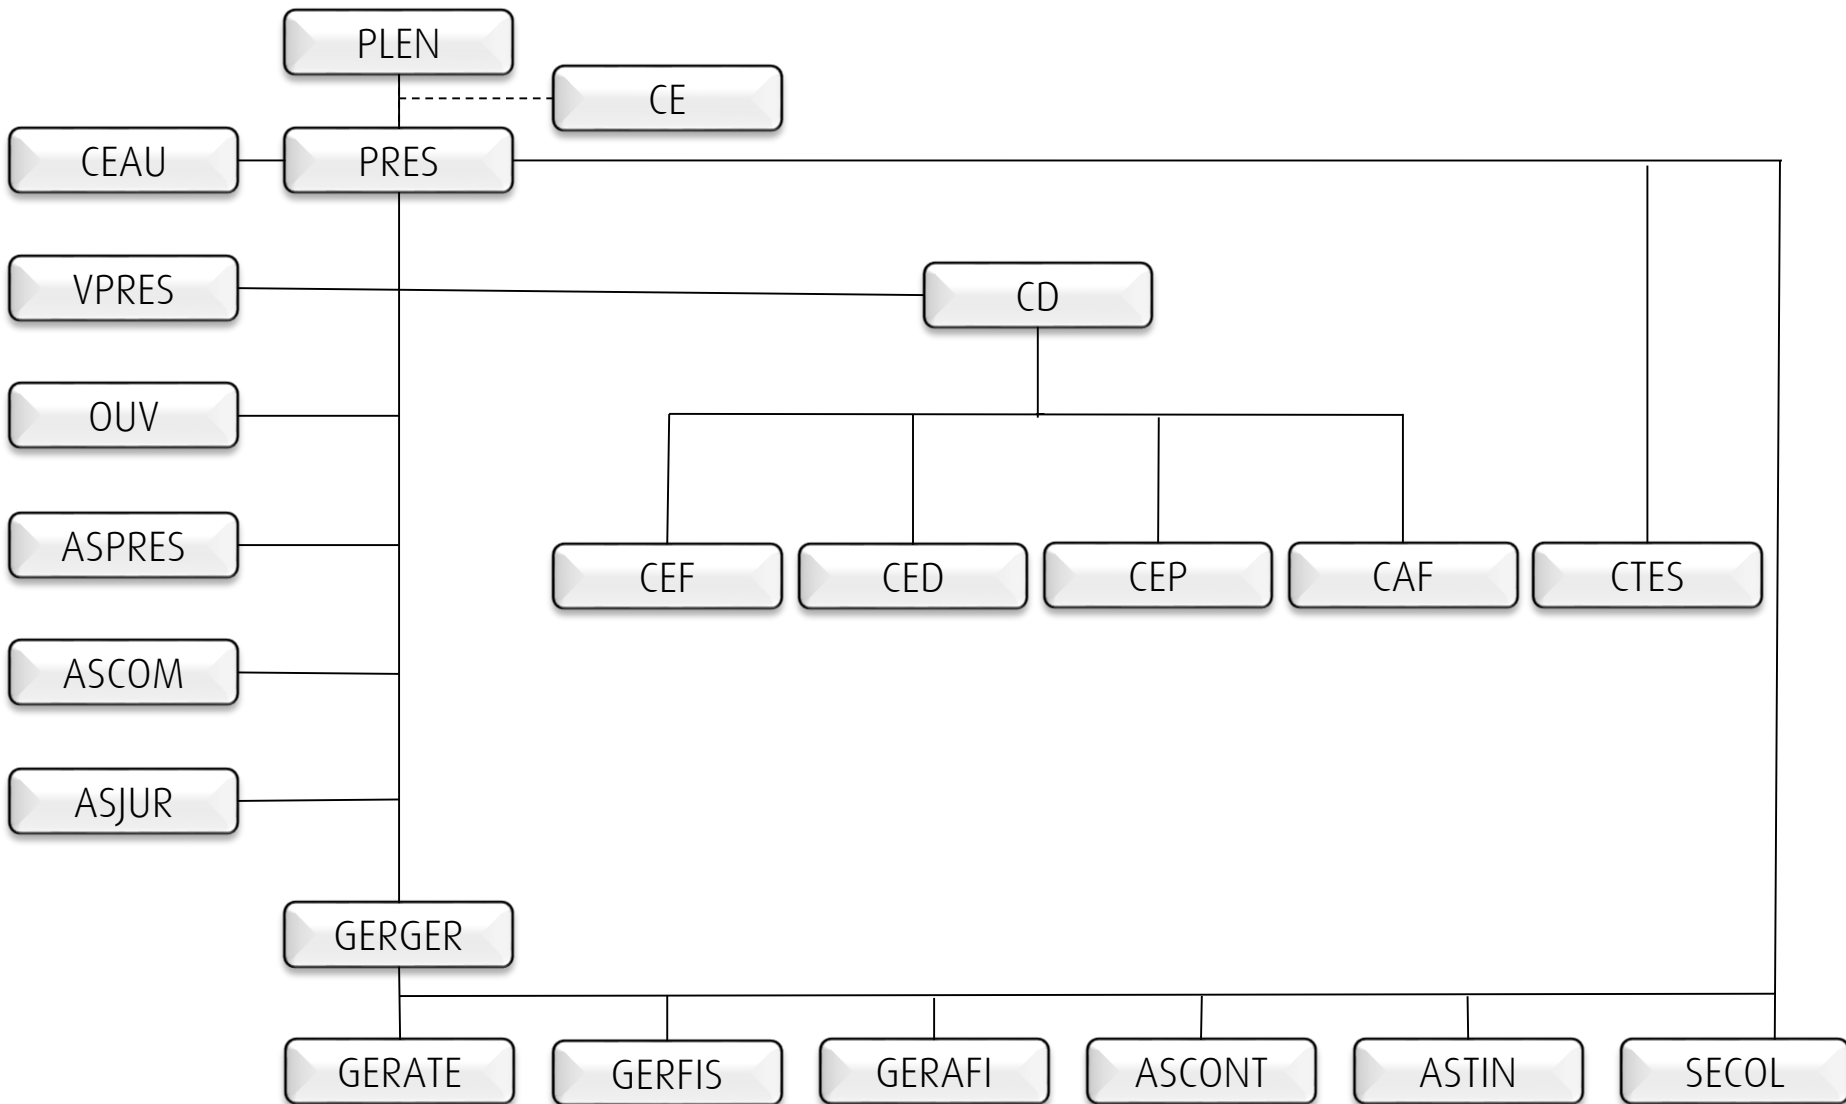 PLEN
CE
CEAU
PRES
VPRES
CD
OUV
ASPRES
CEF
CED
CEP
CAF
CTES
ASCOM
ASJUR
GERGER
GERATE
GERFIS
GERAFI
ASCONT
ASTIN
SECOL